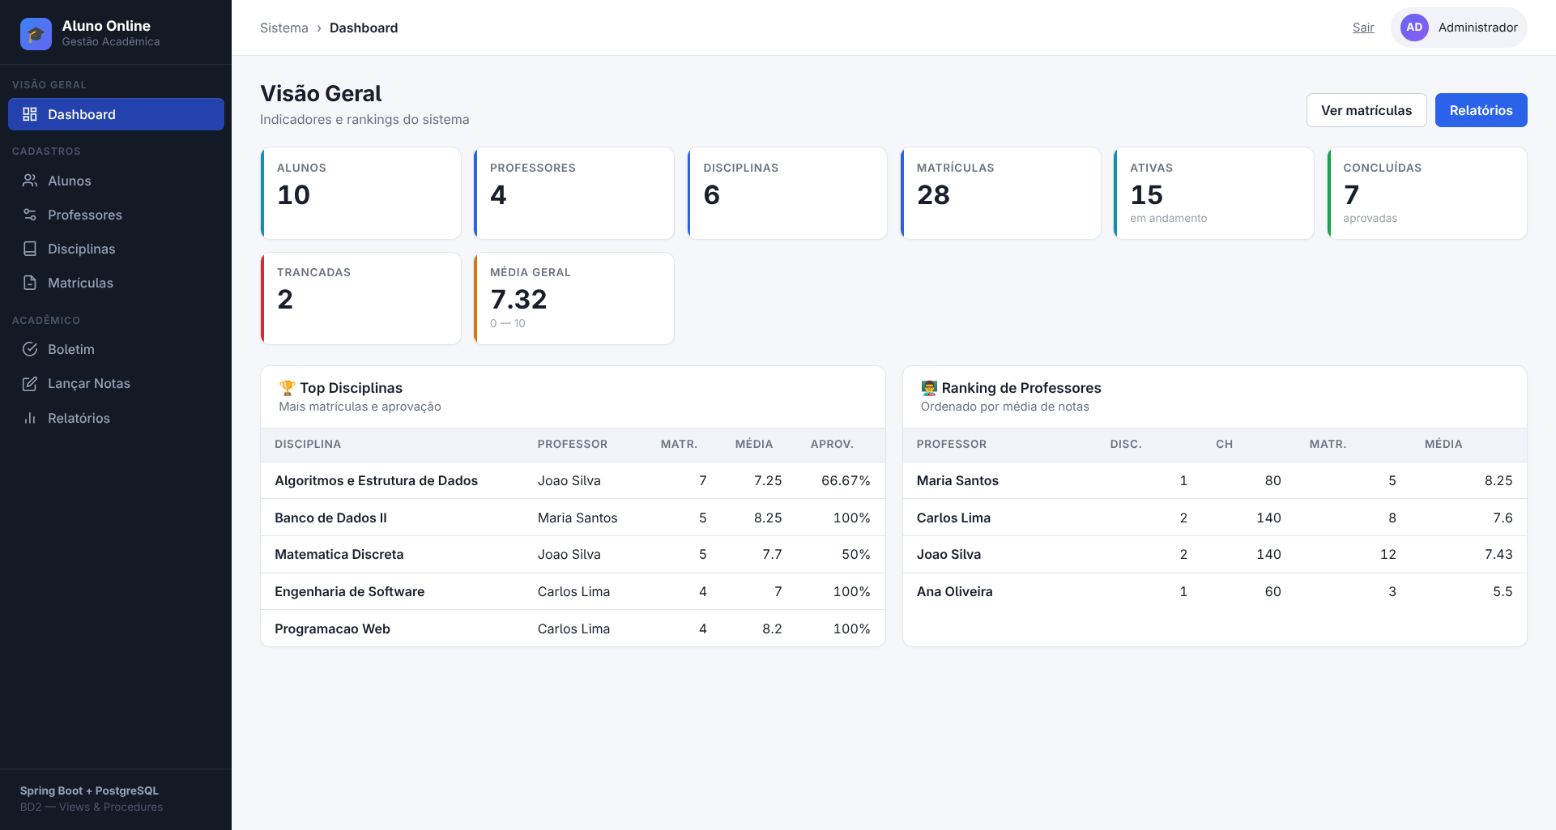 Aluno Online
Gestão Acadêmica
VISÃO GERAL
Dashboard
CADASTROS
Alunos
Professores
Disciplinas
Matrículas
ACADÊMICO
Boletim
Lançar Notas
Relatórios
Spring Boot + PostgreSQL
BD2 — Views & Procedures
Sistema › Dashboard
Sair AD Administrador
Visão Geral
Indicadores e rankings do sistema
Ver matrículas Relatórios
ALUNOS
10
PROFESSORES
4
DISCIPLINAS
6
MATRÍCULAS
28
ATIVAS
15
em andamento
CONCLUÍDAS
7
aprovadas
TRANCADAS
2
MÉDIA GERAL
7.32
0 — 10
🏆 Top Disciplinas
Mais matrículas e aprovação
DISCIPLINA PROFESSOR MATR. MÉDIA APROV.
Algoritmos e Estrutura de Dados Joao Silva 7 7.25 66.67%
Banco de Dados II Maria Santos 5 8.25 100%
Matematica Discreta Joao Silva 5 7.7 50%
Engenharia de Software Carlos Lima 4 7 100%
Programacao Web Carlos Lima 4 8.2 100%
👨‍🏫 Ranking de Professores
Ordenado por média de notas
PROFESSOR DISC. CH MATR. MÉDIA
Maria Santos 1 80 5 8.25
Carlos Lima 2 140 8 7.6
Joao Silva 2 140 12 7.43
Ana Oliveira 1 60 3 5.5